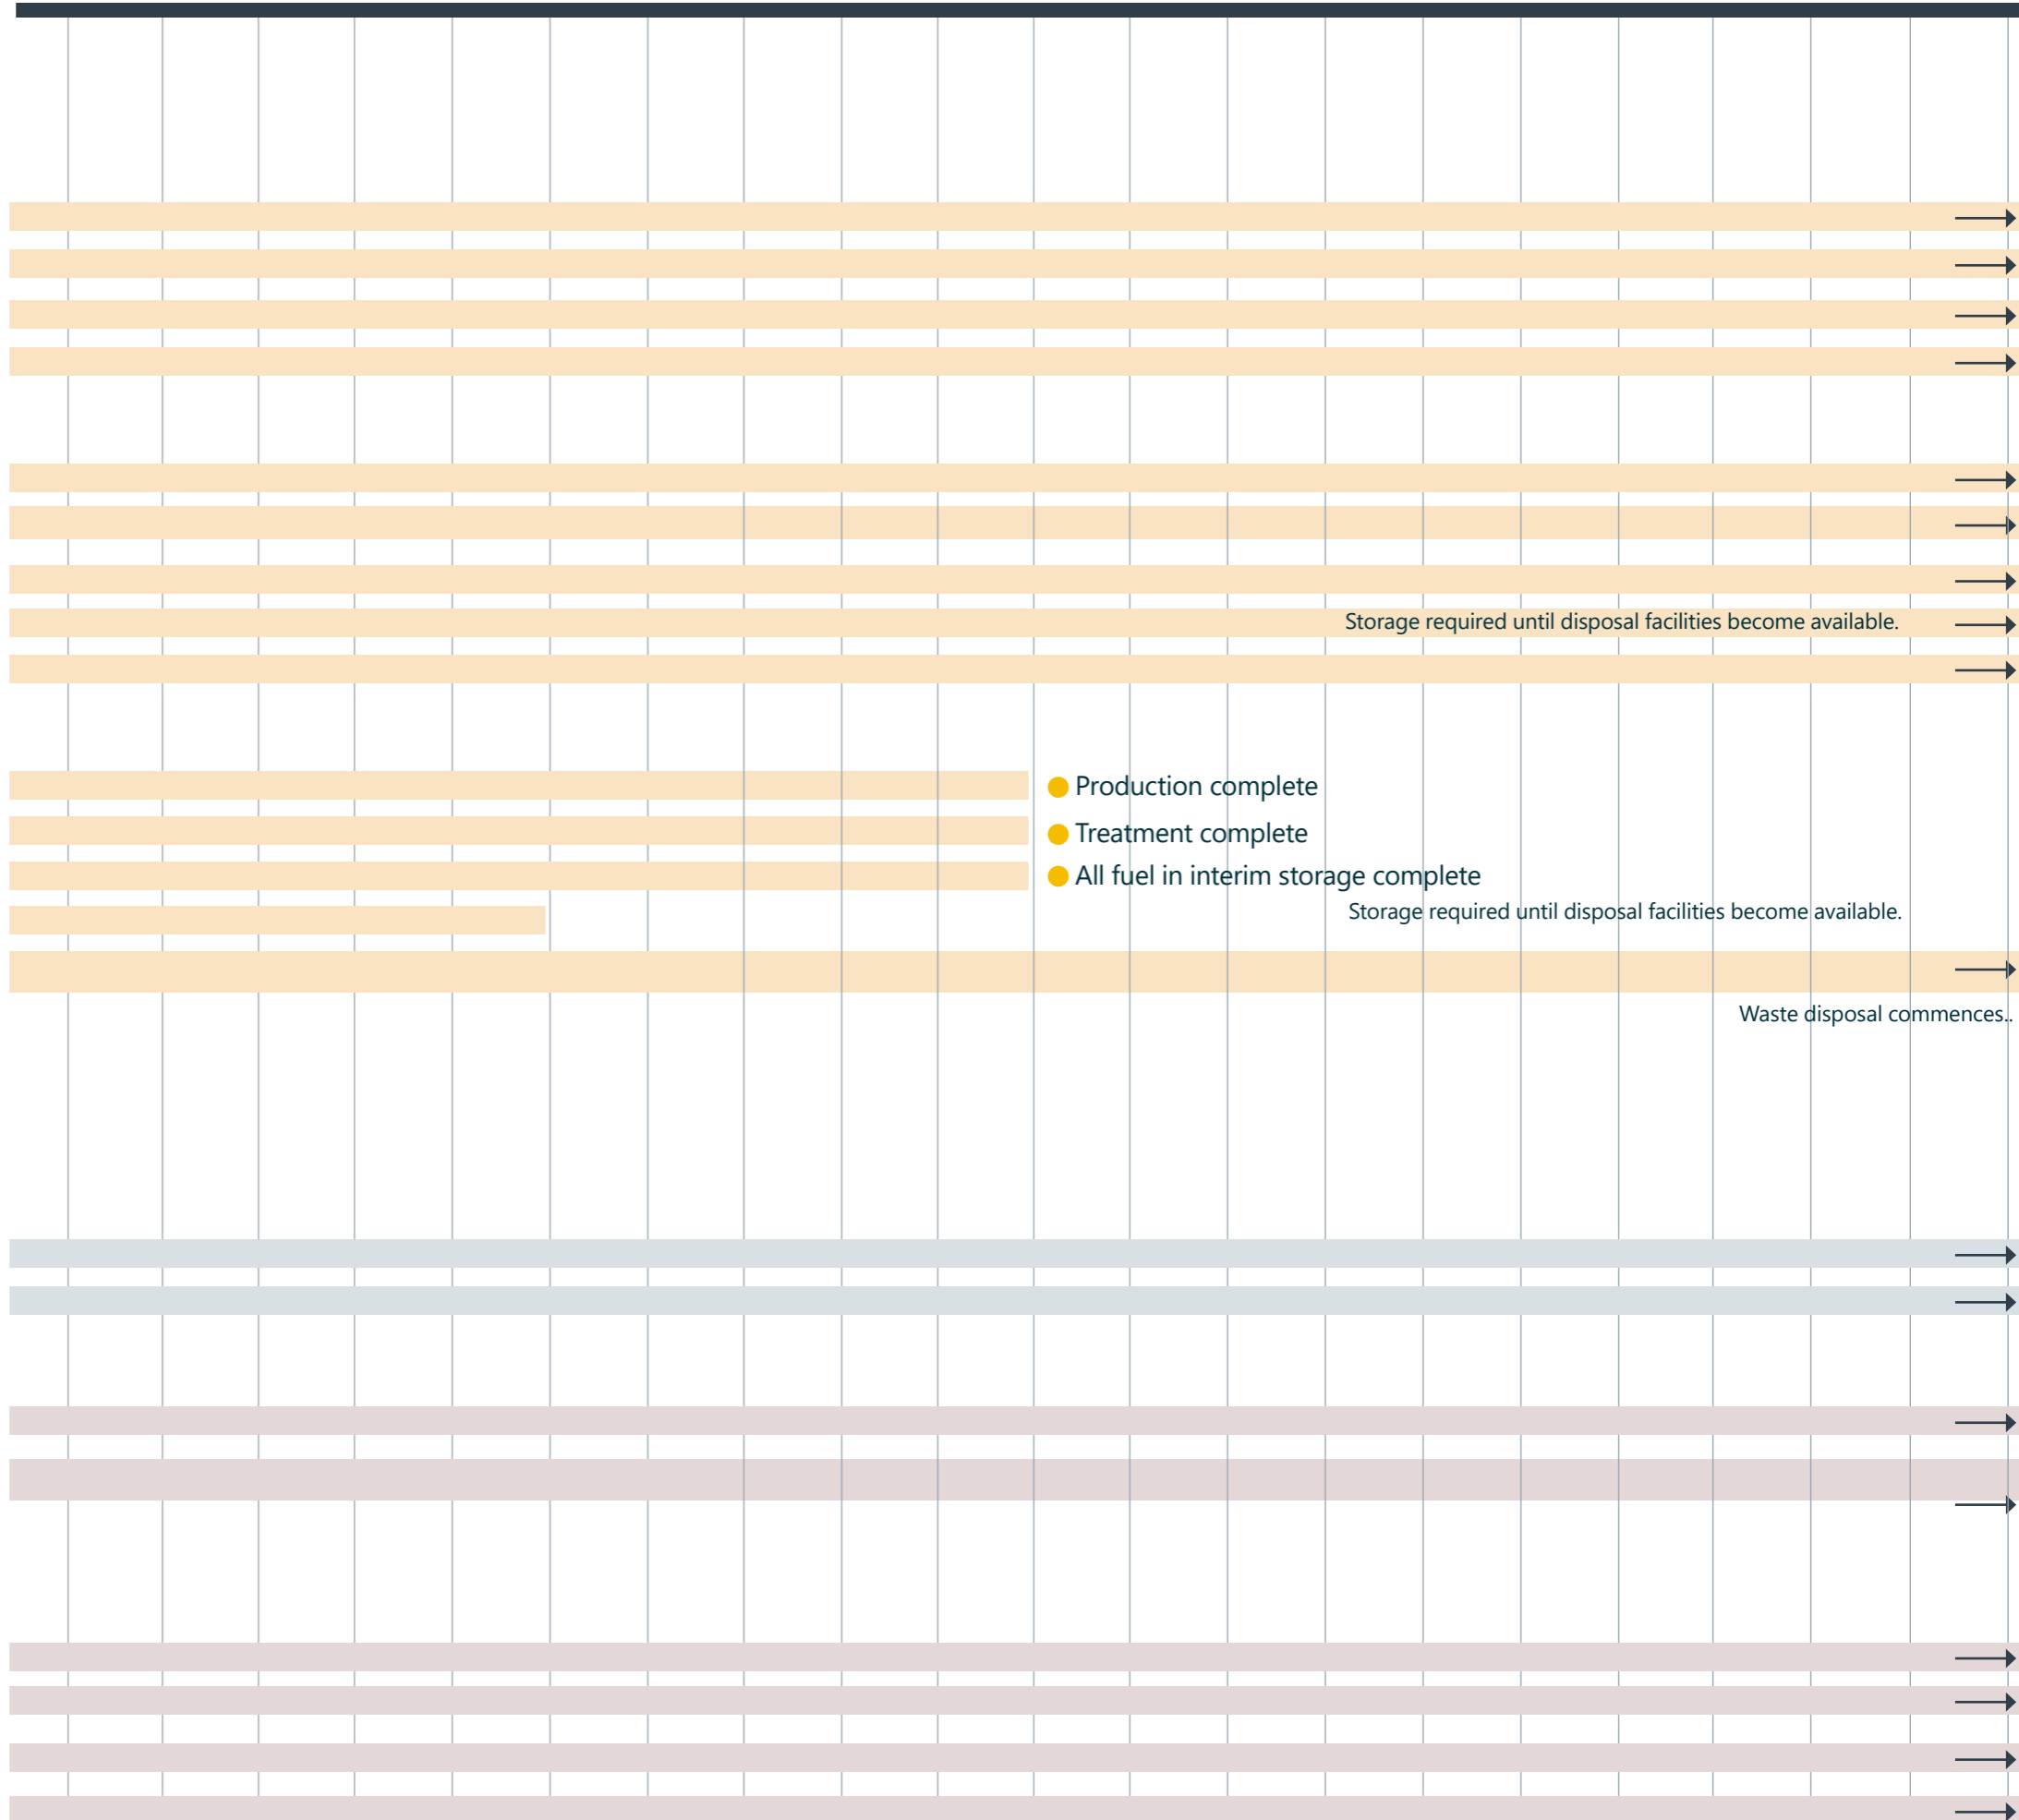 Storage required until disposal facilities become available.
Production complete
Treatment complete
All fuel in interim storage complete
Storage required until disposal facilities become available.
Waste disposal commences..